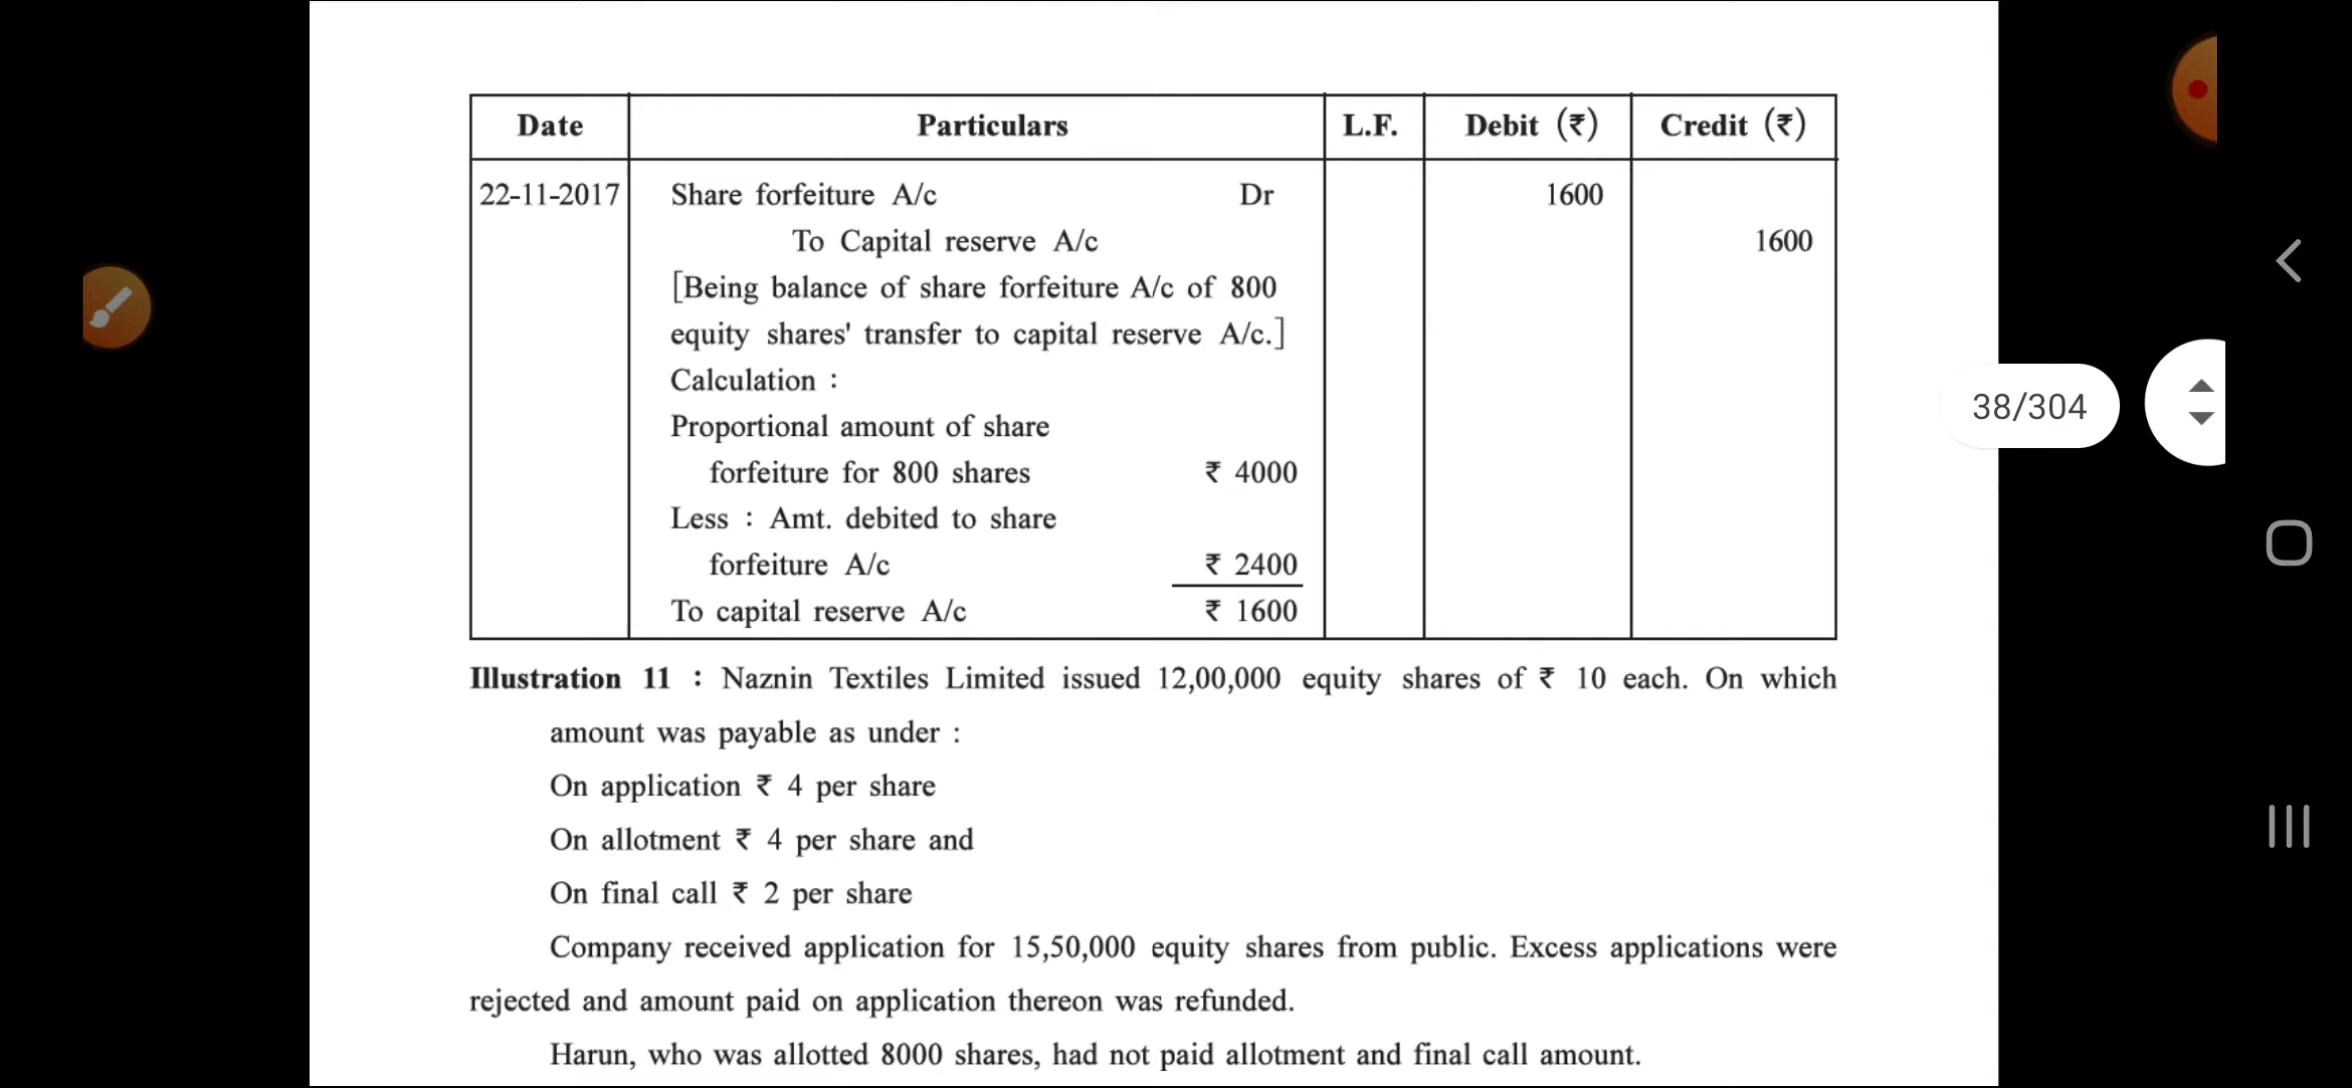 Date Particulars L.F. Debit (₹) Credit (₹)
22-11-2017 Share forfeiture A/c Dr 1600
To Capital reserve A/c 1600
[Being balance of share forfeiture A/c of 800
equity shares' transfer to capital reserve A/c.]
Calculation :
Proportional amount of share
forfeiture for 800 shares ₹ 4000
Less : Amt. debited to share
forfeiture A/c ₹ 2400
To capital reserve A/c ₹ 1600
38/304
Illustration 11 : Naznin Textiles Limited issued 12,00,000 equity shares of ₹ 10 each. On which
amount was payable as under :
On application ₹ 4 per share
On allotment ₹ 4 per share and
On final call ₹ 2 per share
Company received application for 15,50,000 equity shares from public. Excess applications were
rejected and amount paid on application thereon was refunded.
Harun, who was allotted 8000 shares, had not paid allotment and final call amount.